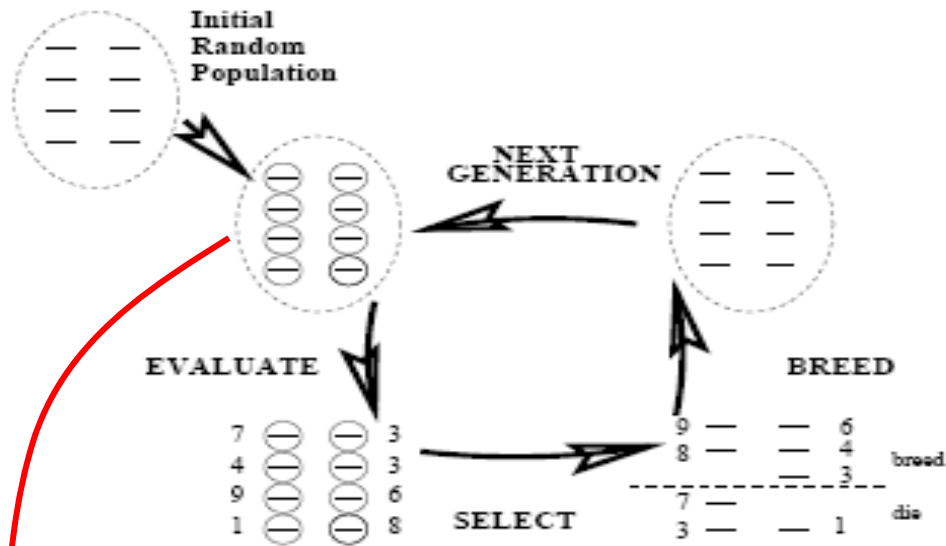 Initial
Random
Population
NEXT
GENERATION
EVALUATE
BREED
7 3
4 3
9 6
1 8
SELECT
9 6
8 4
3
breed
7
die
3 1